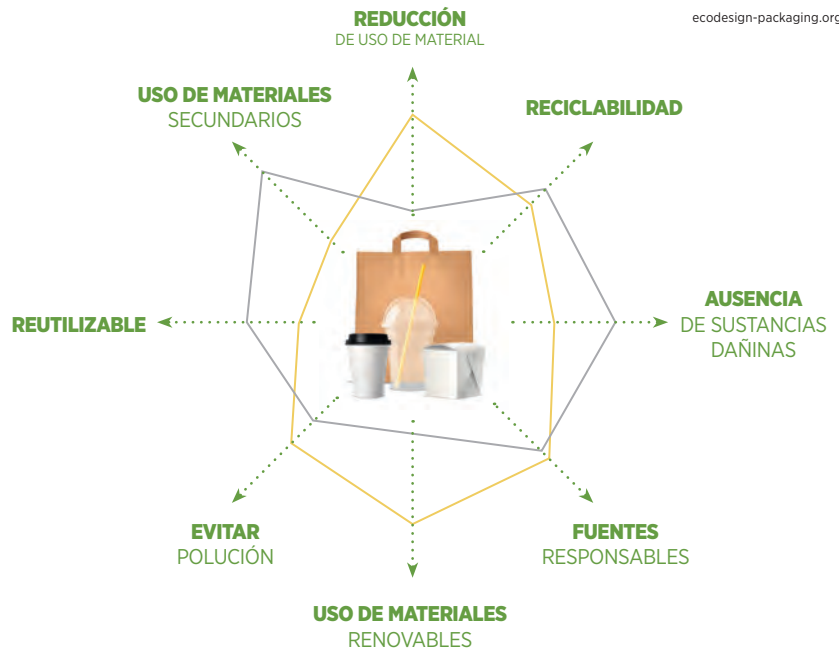 REDUCCIÓN
DE USO DE MATERIAL
ecodesign-packaging.org
USO DE MATERIALES
SECUNDARIOS
RECICLABILIDAD
REUTILIZABLE
AUSENCIA
DE SUSTANCIAS
DAÑINAS
EVITAR
POLUCIÓN
FUENTES
RESPONSABLES
USO DE MATERIALES
RENOVABLES